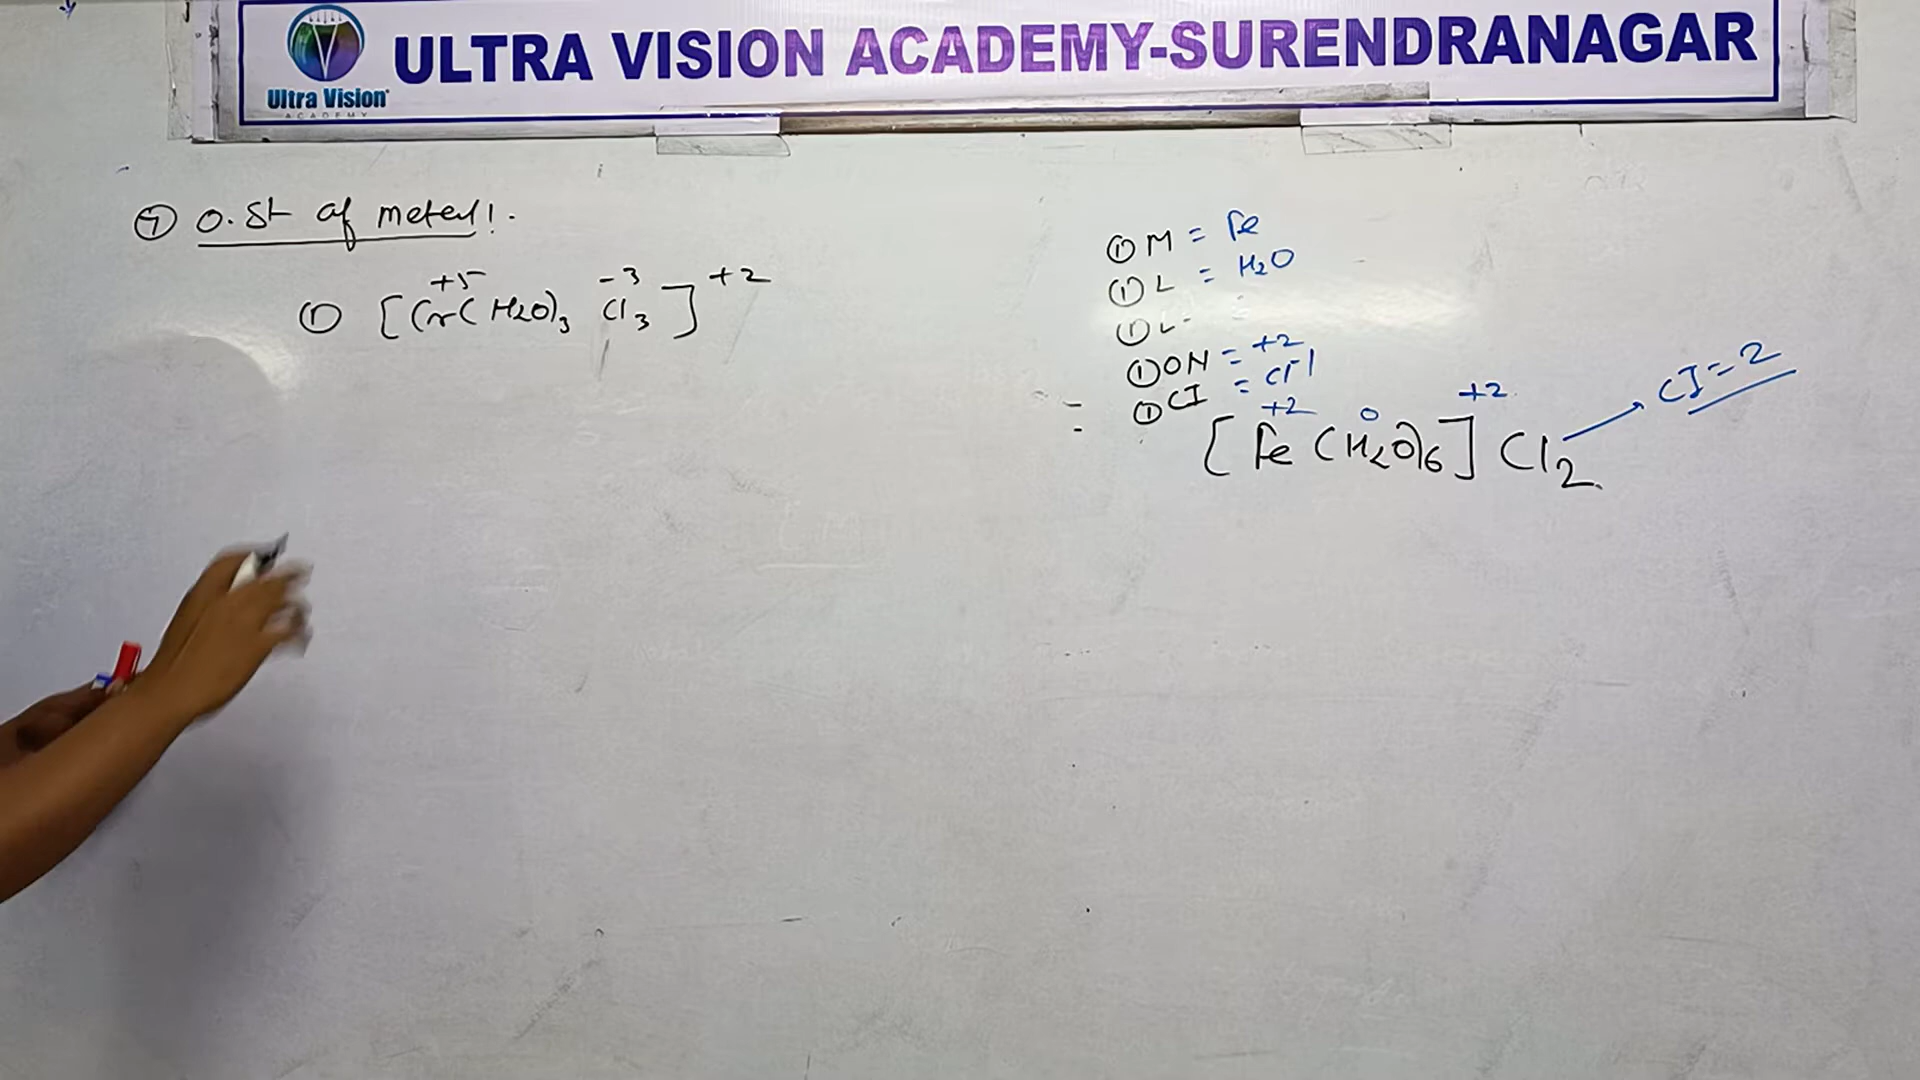 ULTRA VISION ACADEMY-SURENDRANAGAR
Ultra Vision
ACADEMY
⑦ O. St of metal:.
① [Cr(H2O)3 Cl3]+2
+5 -3
① M = Fe
① L = H2O
① L
① ON = +2
① CI = Cl-1
+2 0 +2
[Fe(H2O)6] Cl2
CI = 2